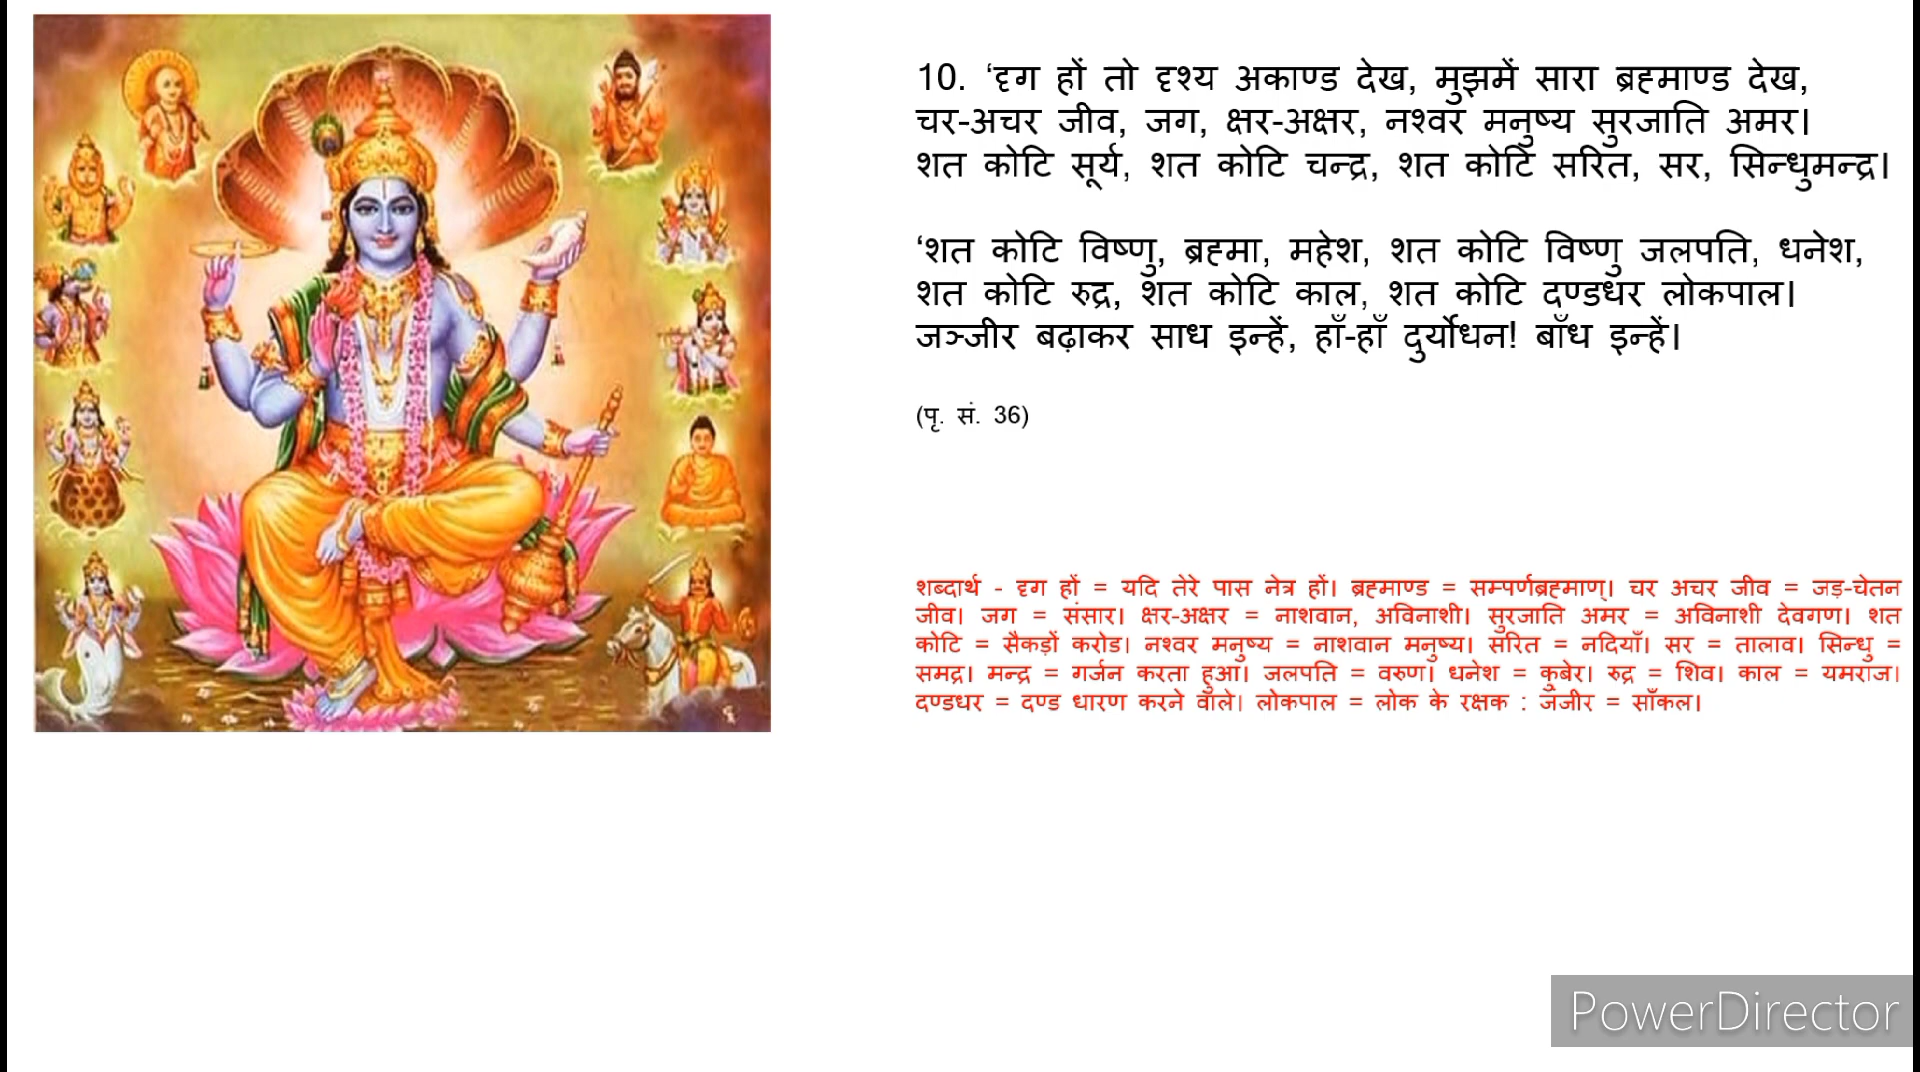 10. ‘दृग हों तो दृश्य अकाण्ड देख, मुझमें सारा ब्रह्माण्ड देख,
चर-अचर जीव, जग, क्षर-अक्षर, नश्वर मनुष्य सुरजाति अमर।
शत कोटि सूर्य, शत कोटि चन्द्र, शत कोटि सरित, सर, सिन्धुमन्द्र।
‘शत कोटि विष्णु, ब्रह्मा, महेश, शत कोटि विष्णु जलपति, धनेश,
शत कोटि रुद्र, शत कोटि काल, शत कोटि दण्डधर लोकपाल।
जञ्जीर बढ़ाकर साध इन्हें, हाँ-हाँ दुर्योधन! बाँध इन्हें।
(पृ. सं. 36)
शब्दार्थ - दृग हों = यदि तेरे पास नेत्र हों। ब्रह्माण्ड = सम्पर्णब्रह्माण्। चर अचर जीव = जड़-चेतन
जीव। जग = संसार। क्षर-अक्षर = नाशवान, अविनाशी। सुरजाति अमर = अविनाशी देवगण। शत
कोटि = सैकड़ों करोड। नश्वर मनुष्य = नाशवान मनुष्य। सरित = नदियाँ। सर = तालाव। सिन्धु =
समद्र। मन्द्र = गर्जन करता हुआ। जलपति = वरुण। धनेश = कुबेर। रुद्र = शिव। काल = यमराज।
दण्डधर = दण्ड धारण करने वाले। लोकपाल = लोक के रक्षक : जंजीर = साँकल।
PowerDirector